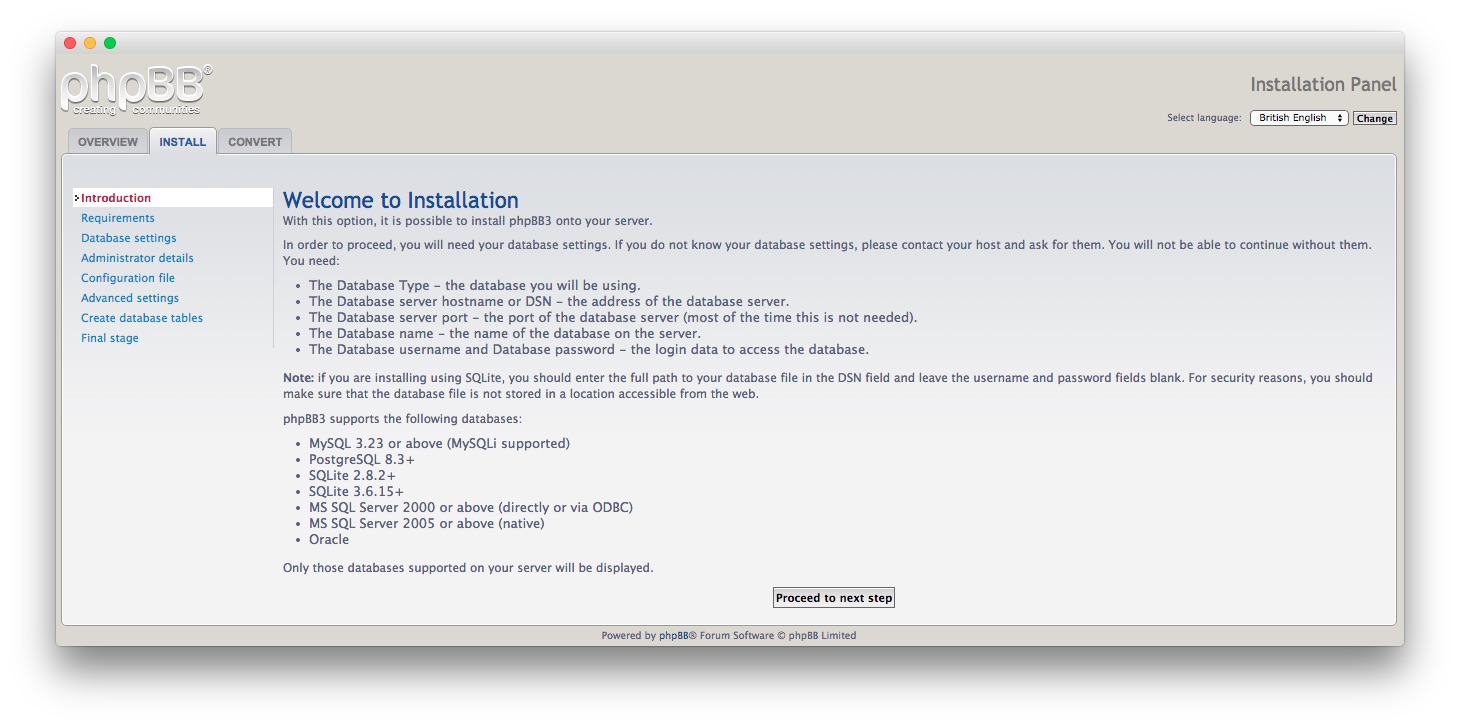 phpBB®
creating communities
Installation Panel
Select language: British English Change
OVERVIEW INSTALL CONVERT
Introduction
Requirements
Database settings
Administrator details
Configuration file
Advanced settings
Create database tables
Final stage
Welcome to Installation
With this option, it is possible to install phpBB3 onto your server.
In order to proceed, you will need your database settings. If you do not know your database settings, please contact your host and ask for them. You will not be able to continue without them.
You need:
• The Database Type – the database you will be using.
• The Database server hostname or DSN – the address of the database server.
• The Database server port – the port of the database server (most of the time this is not needed).
• The Database name – the name of the database on the server.
• The Database username and Database password – the login data to access the database.
Note: if you are installing using SQLite, you should enter the full path to your database file in the DSN field and leave the username and password fields blank. For security reasons, you should
make sure that the database file is not stored in a location accessible from the web.
phpBB3 supports the following databases:
• MySQL 3.23 or above (MySQLi supported)
• PostgreSQL 8.3+
• SQLite 2.8.2+
• SQLite 3.6.15+
• MS SQL Server 2000 or above (directly or via ODBC)
• MS SQL Server 2005 or above (native)
• Oracle
Only those databases supported on your server will be displayed.
Proceed to next step
Powered by phpBB® Forum Software © phpBB Limited